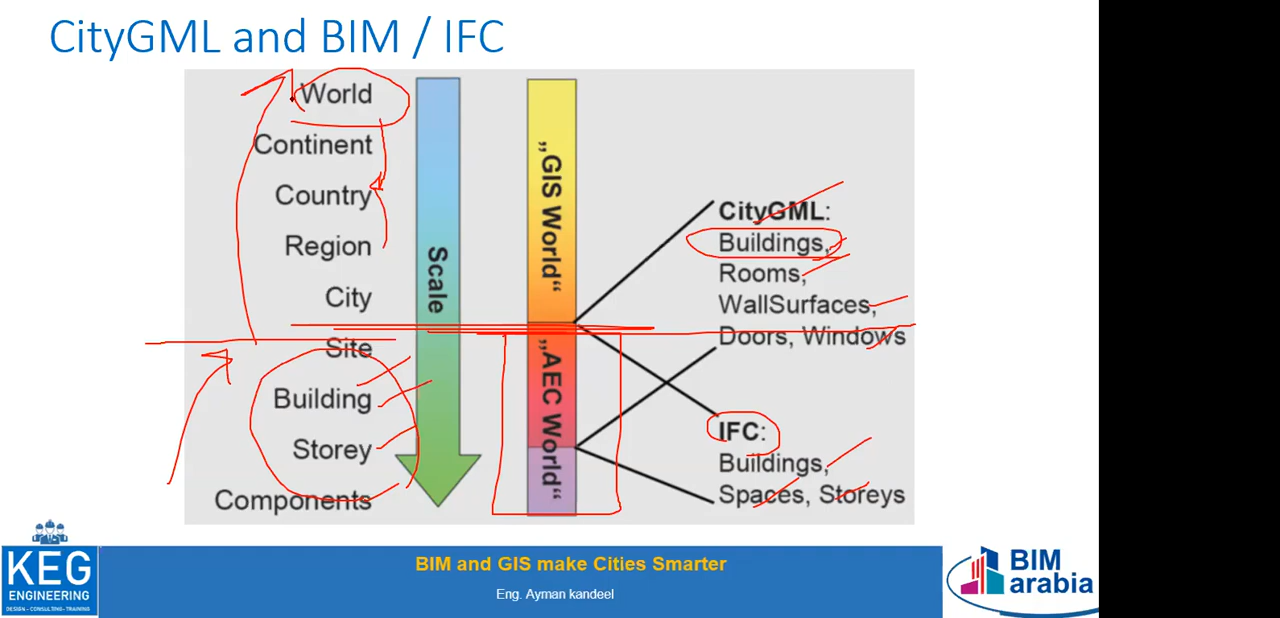 CityGML and BIM / IFC
World
Continent
Country
Region
City
Site
Building
Storey
Components
Scale
„GIS World“
„AEC World“
CityGML:
Buildings,
Rooms,
WallSurfaces,
Doors, Windows
IFC:
Buildings,
Spaces, Storeys
KEG
ENGINEERING
DESIGN - CONSULTING - TRAINING
BIM and GIS make Cities Smarter
Eng. Ayman kandeel
BIM
arabia